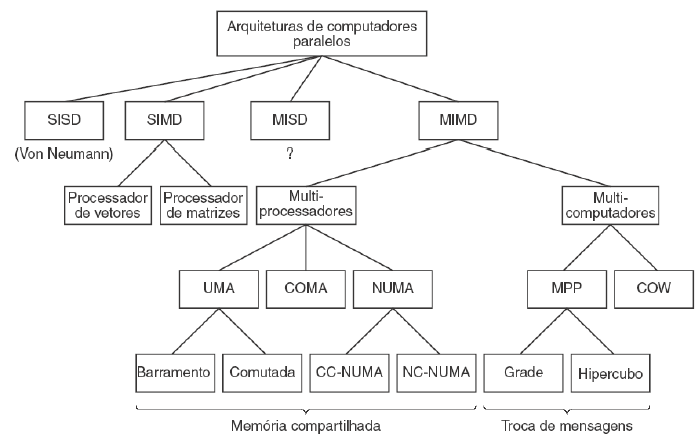 Arquiteturas de computadores
paralelos
SISD
SIMD
MISD
MIMD
(Von Neumann)
?
Processador
de vetores
Processador
de matrizes
Multi-
processadores
Multi-
computadores
UMA
COMA
NUMA
MPP
COW
Barramento
Comutada
CC-NUMA
NC-NUMA
Grade
Hipercubo
Memória compartilhada
Troca de mensagens